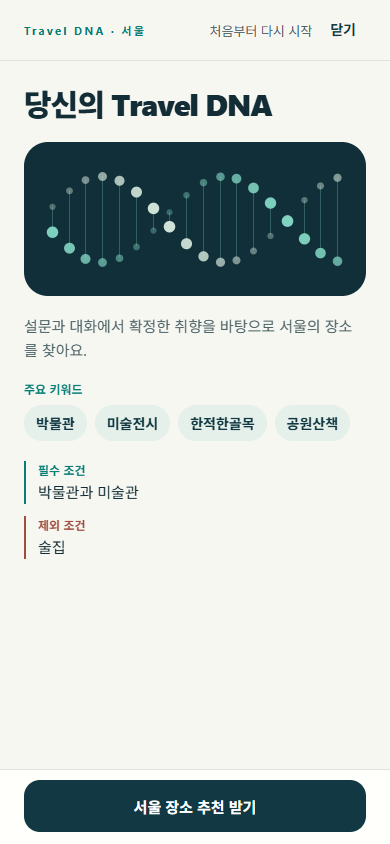 Travel DNA · 서울
처음부터 다시 시작
닫기
당신의 Travel DNA
설문과 대화에서 확정한 취향을 바탕으로 서울의 장소
를 찾아요.
주요 키워드
박물관
미술전시
한적한골목
공원산책
필수 조건
박물관과 미술관
제외 조건
술집
서울 장소 추천 받기